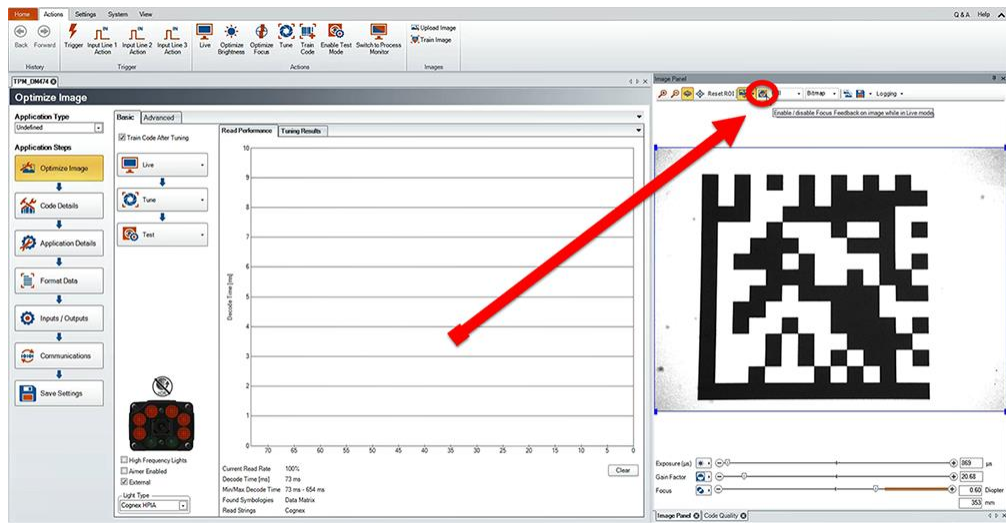 Home Actions Settings System View Q & A Help
Back Forward Trigger Input Line 1 Action Input Line 2 Action Input Line 3 Action Live Optimize Brightness Optimize Focus Tune Train Code Enable Test Mode Switch to Process Monitor Upload Image Train Image
History Trigger Actions Images
TPM_DM474
Optimize Image
Application Type
Undefined
Application Steps
Optimize Image
Code Details
Application Details
Format Data
Inputs / Outputs
Communications
Save Settings
Basic Advanced
Train Code After Tuning
Live
Tune
Test
High Frequency Lights
Aimer Enabled
External
Light Type
Cognex HPIA
Read Performance Tuning Results
Decode Time [ms]
10
9
8
7
6
5
4
3
2
1
0
70 65 60 55 50 45 40 35 30 25 20 15 10 5 0
Current Read Rate 100%
Decode Time [ms] 73 ms
Min/Max Decode Time 73 ms - 654 ms
Found Symbologies Data Matrix
Read Strings Cognex
Clear
Image Panel
Reset ROI Bitmap Logging
Enable / disable Focus Feedback on image while in Live mode.
Exposure (µs) 869 µs
Gain Factor 20.68
Focus 0.60 Diopter
353 mm
Image Panel Code Quality